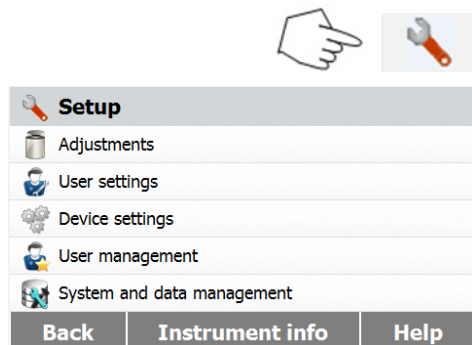 Setup
Adjustments
User settings
Device settings
User management
System and data management
Back Instrument info Help